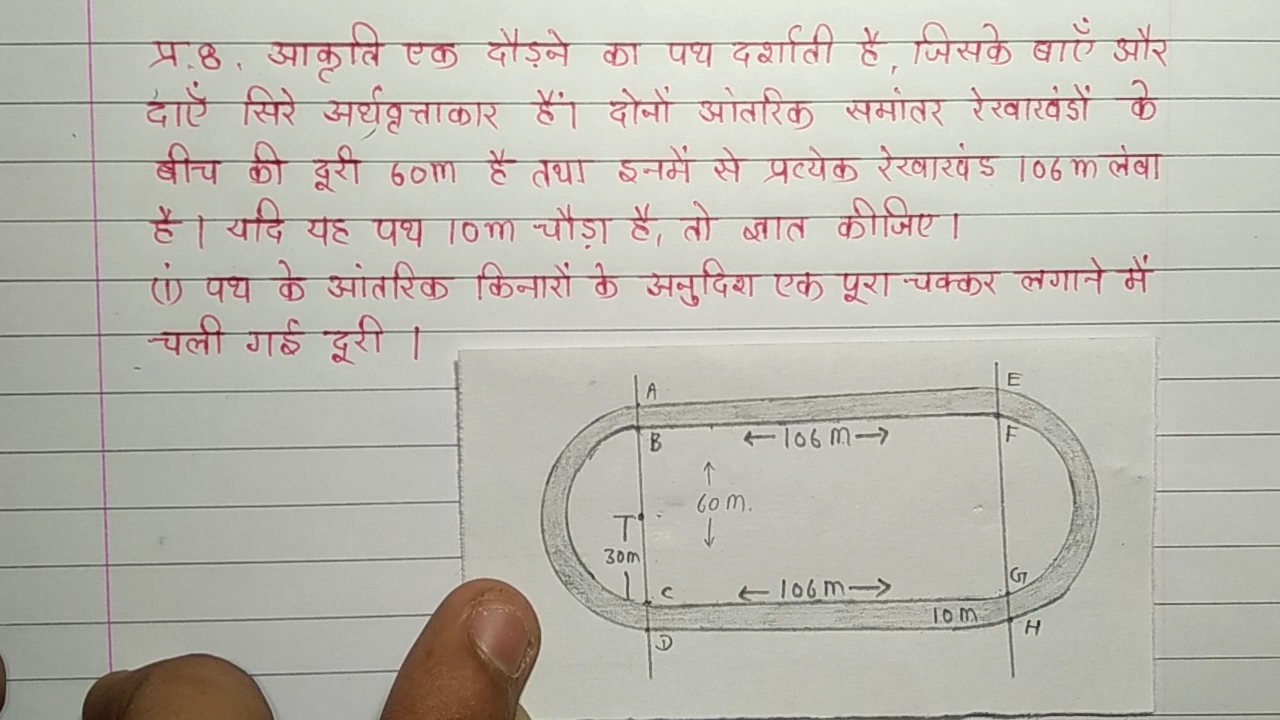 प्र.8. आकृति एक दौड़ने का पथ दर्शाती है, जिसके बाएँ और
दाएँ सिरे अर्धवृत्ताकार हैं। दोनों आंतरिक समांतर रेखाखंडों के
बीच की दूरी 60m है तथा इनमें से प्रत्येक रेखाखंड 106m लंबा
है। यदि यह पथ 10m चौड़ा है, तो ज्ञात कीजिए।
(i) पथ के आंतरिक किनारों के अनुदिश एक पूरा चक्कर लगाने में
चली गई दूरी।
A
E
B
←106m→
F
↑
60m.
↓
30m
C
←106m→
G
10m
D
H